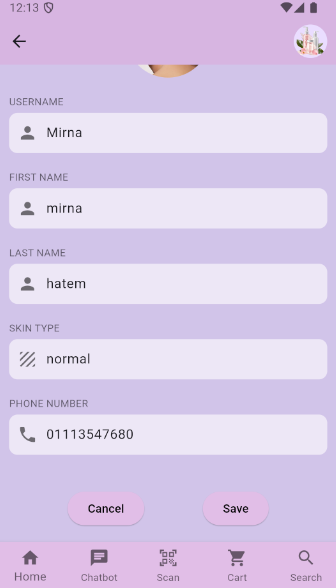 12:13
USERNAME
Mirna
FIRST NAME
mirna
LAST NAME
hatem
SKIN TYPE
normal
PHONE NUMBER
01113547680
Cancel Save
Home Chatbot Scan Cart Search